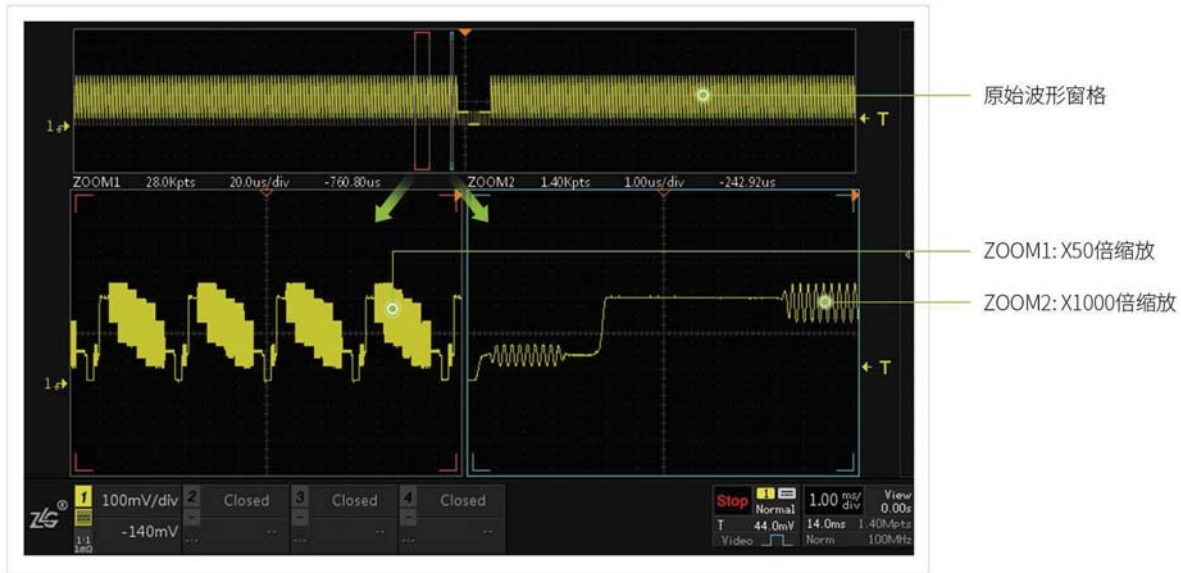 原始波形窗格
1
T
ZOOM1 28.0Kpts 20.0us/div -760.80us ZOOM2 1.40Kpts 1.00us/div -242.92us
ZOOM1: X50倍缩放
ZOOM2: X1000倍缩放
1
T
ZLG®
1 100mV/div
-140mV
1:1
1mΩ
2 Closed
--
3 Closed
--
4 Closed
--
Stop 1 Normal
T 44.0mV
Video
1.00 ms/div
View 0.00s
14.0ms 1.40Mpts
Norm 100MHz